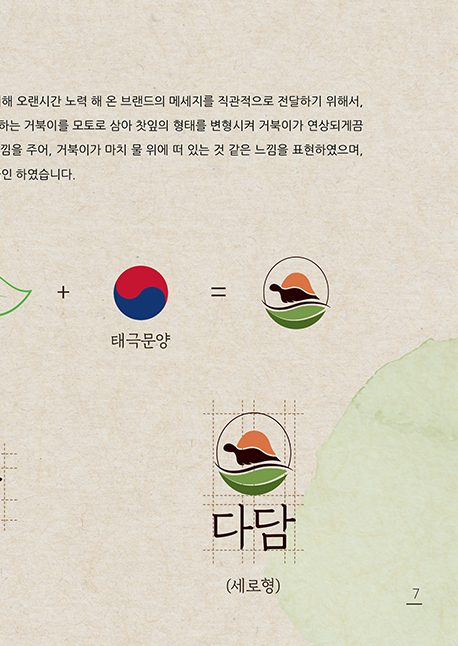 해 오랜시간 노력 해 온 브랜드의 메세지를 직관적으로 전달하기 위해서,
하는 거북이를 모토로 삼아 찻잎의 형태를 변형시켜 거북이가 연상되게끔
낌을 주어, 거북이가 마치 물 위에 떠 있는 것 같은 느낌을 표현하였으며,
인 하였습니다.
+ =
태극문양
다담
(세로형)
7